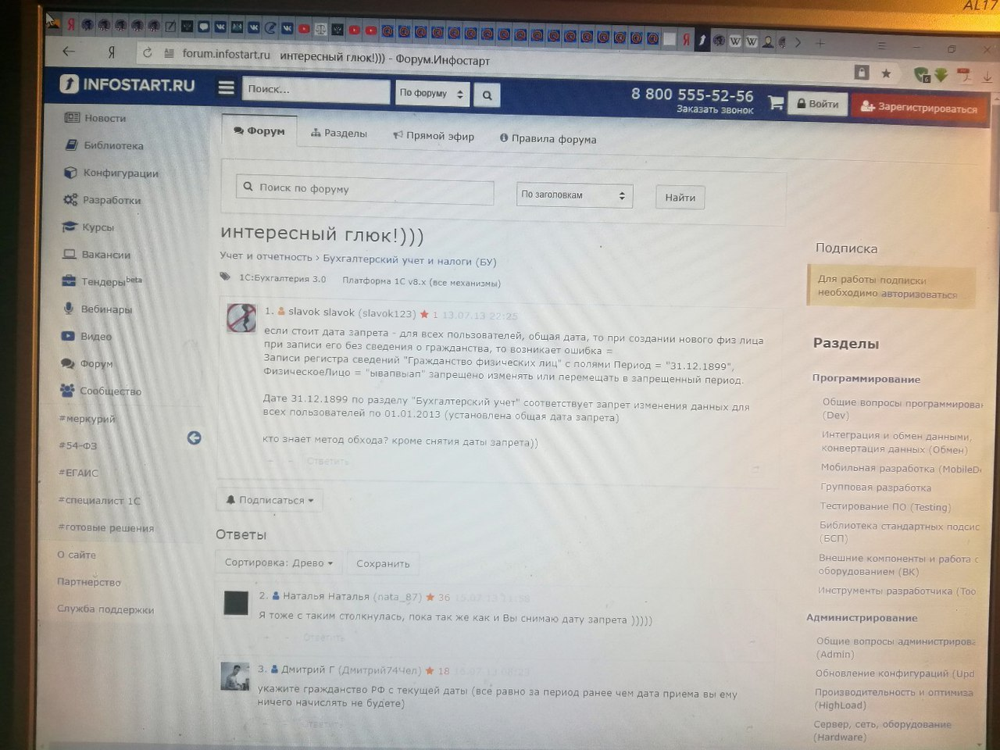 AL17
forum.infostart.ru интересный глюк!))) - Форум.Инфостарт
6
INFOSTART.RU
Поиск...
По форуму
8 800 555-52-56
Заказать звонок
Войти
Зарегистрироваться
Новости
Библиотека
Конфигурации
Разработки
Курсы
Вакансии
Тендеры beta
Вебинары
Видео
Форум
Сообщество
#меркурий
#54-ФЗ
#ЕГАИС
#специалист 1С
#готовые решения
О сайте
Партнерство
Служба поддержки
Форум
Разделы
Прямой эфир
Правила форума
Поиск по форуму
По заголовкам
Найти
интересный глюк!)))
Учет и отчетность › Бухгалтерский учет и налоги (БУ)
1С:Бухгалтерия 3.0 Платформа 1С v8.x (все механизмы)
1. slavok slavok (slavok123) 1 13.07.13 22:25
если стоит дата запрета - для всех пользователей, общая дата, то при создании нового физ лица
при записи его без сведения о гражданства, то возникает ошибка =
Записи регистра сведений "Гражданство физических лиц" с полями Период = "31.12.1899",
ФизическоеЛицо = "ывапвыап" запрещено изменять или перемещать в запрещенный период.
Дате 31.12.1899 по разделу "Бухгалтерский учет" соответствует запрет изменения данных для
всех пользователей по 01.01.2013 (установлена общая дата запрета)
кто знает метод обхода? кроме снятия даты запрета))
Ответить
Подписаться
Ответы
Сортировка: Древо
Сохранить
2. Наталья Наталья (nata_87) 36 15.07.13 11:58
Я тоже с таким столкнулась, пока так же как и Вы снимаю дату запрета )))))
Ответить
3. Дмитрий Г (Дмитрий74Чел) 18
укажите гражданство РФ с текущей даты (все равно за период ранее чем дата приема вы ему
ничего начислять не будете)
Ответить
Подписка
Для работы подписки
необходимо авторизоваться
Разделы
Программирование
Общие вопросы программирован
(Dev)
Интеграция и обмен данными,
конвертация данных (Обмен)
Мобильная разработка (MobileDe
Групповая разработка
Тестирование ПО (Testing)
Библиотека стандартных подсис
(БСП)
Внешние компоненты и работа с
оборудованием (ВК)
Инструменты разработчика (Too
Администрирование
Общие вопросы администрирова
(Admin)
Обновление конфигураций (Upd
Производительность и оптимиза
(HighLoad)
Сервер, сеть, оборудование
(Hardware)